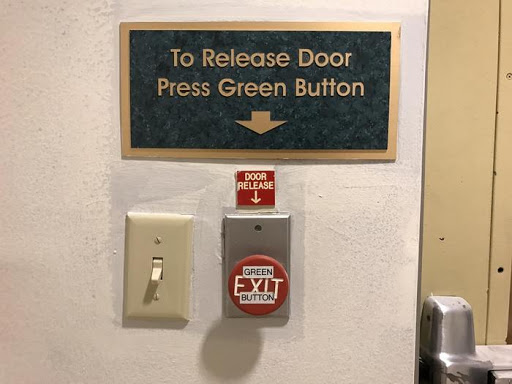 To Release Door
Press Green Button
DOOR
RELEASE
GREEN
EXIT
BUTTON